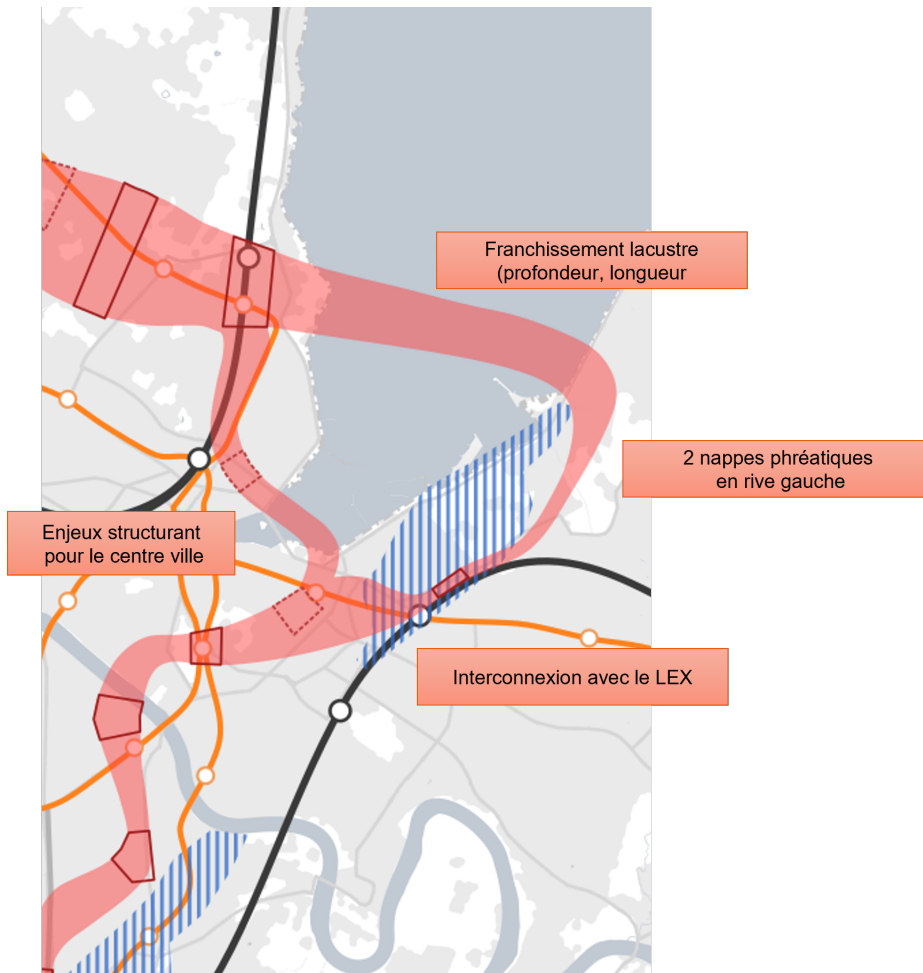 Franchissement lacustre
(profondeur, longueur
2 nappes phréatiques
en rive gauche
Enjeux structurant
pour le centre ville
Interconnexion avec le LEX